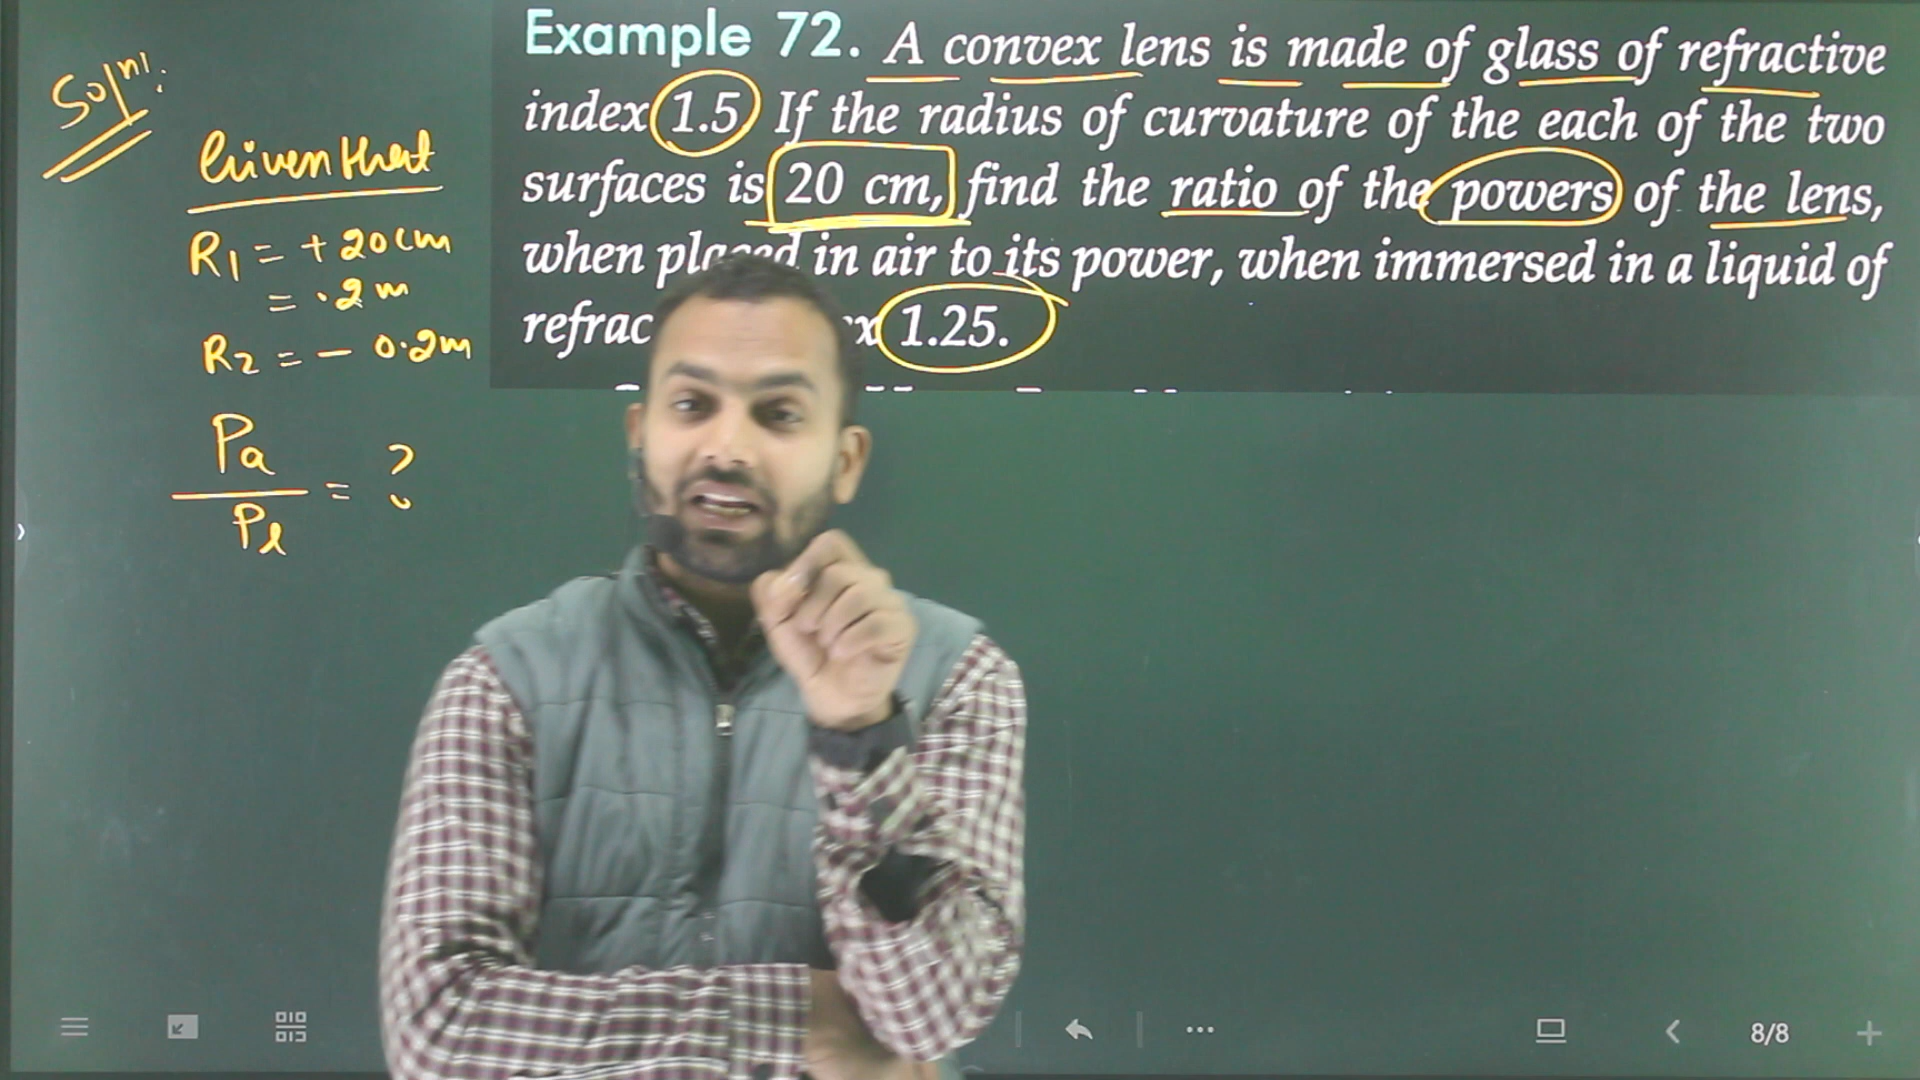 Example 72. A convex lens is made of glass of refractive
index 1.5 If the radius of curvature of the each of the two
surfaces is 20 cm, find the ratio of the powers of the lens,
when placed in air to its power, when immersed in a liquid of
1.25.
Soln:
Given that
R1 = + 20cm
= .2 m
R2 = - 0.2m
Pa
Pl
= ?
8/8